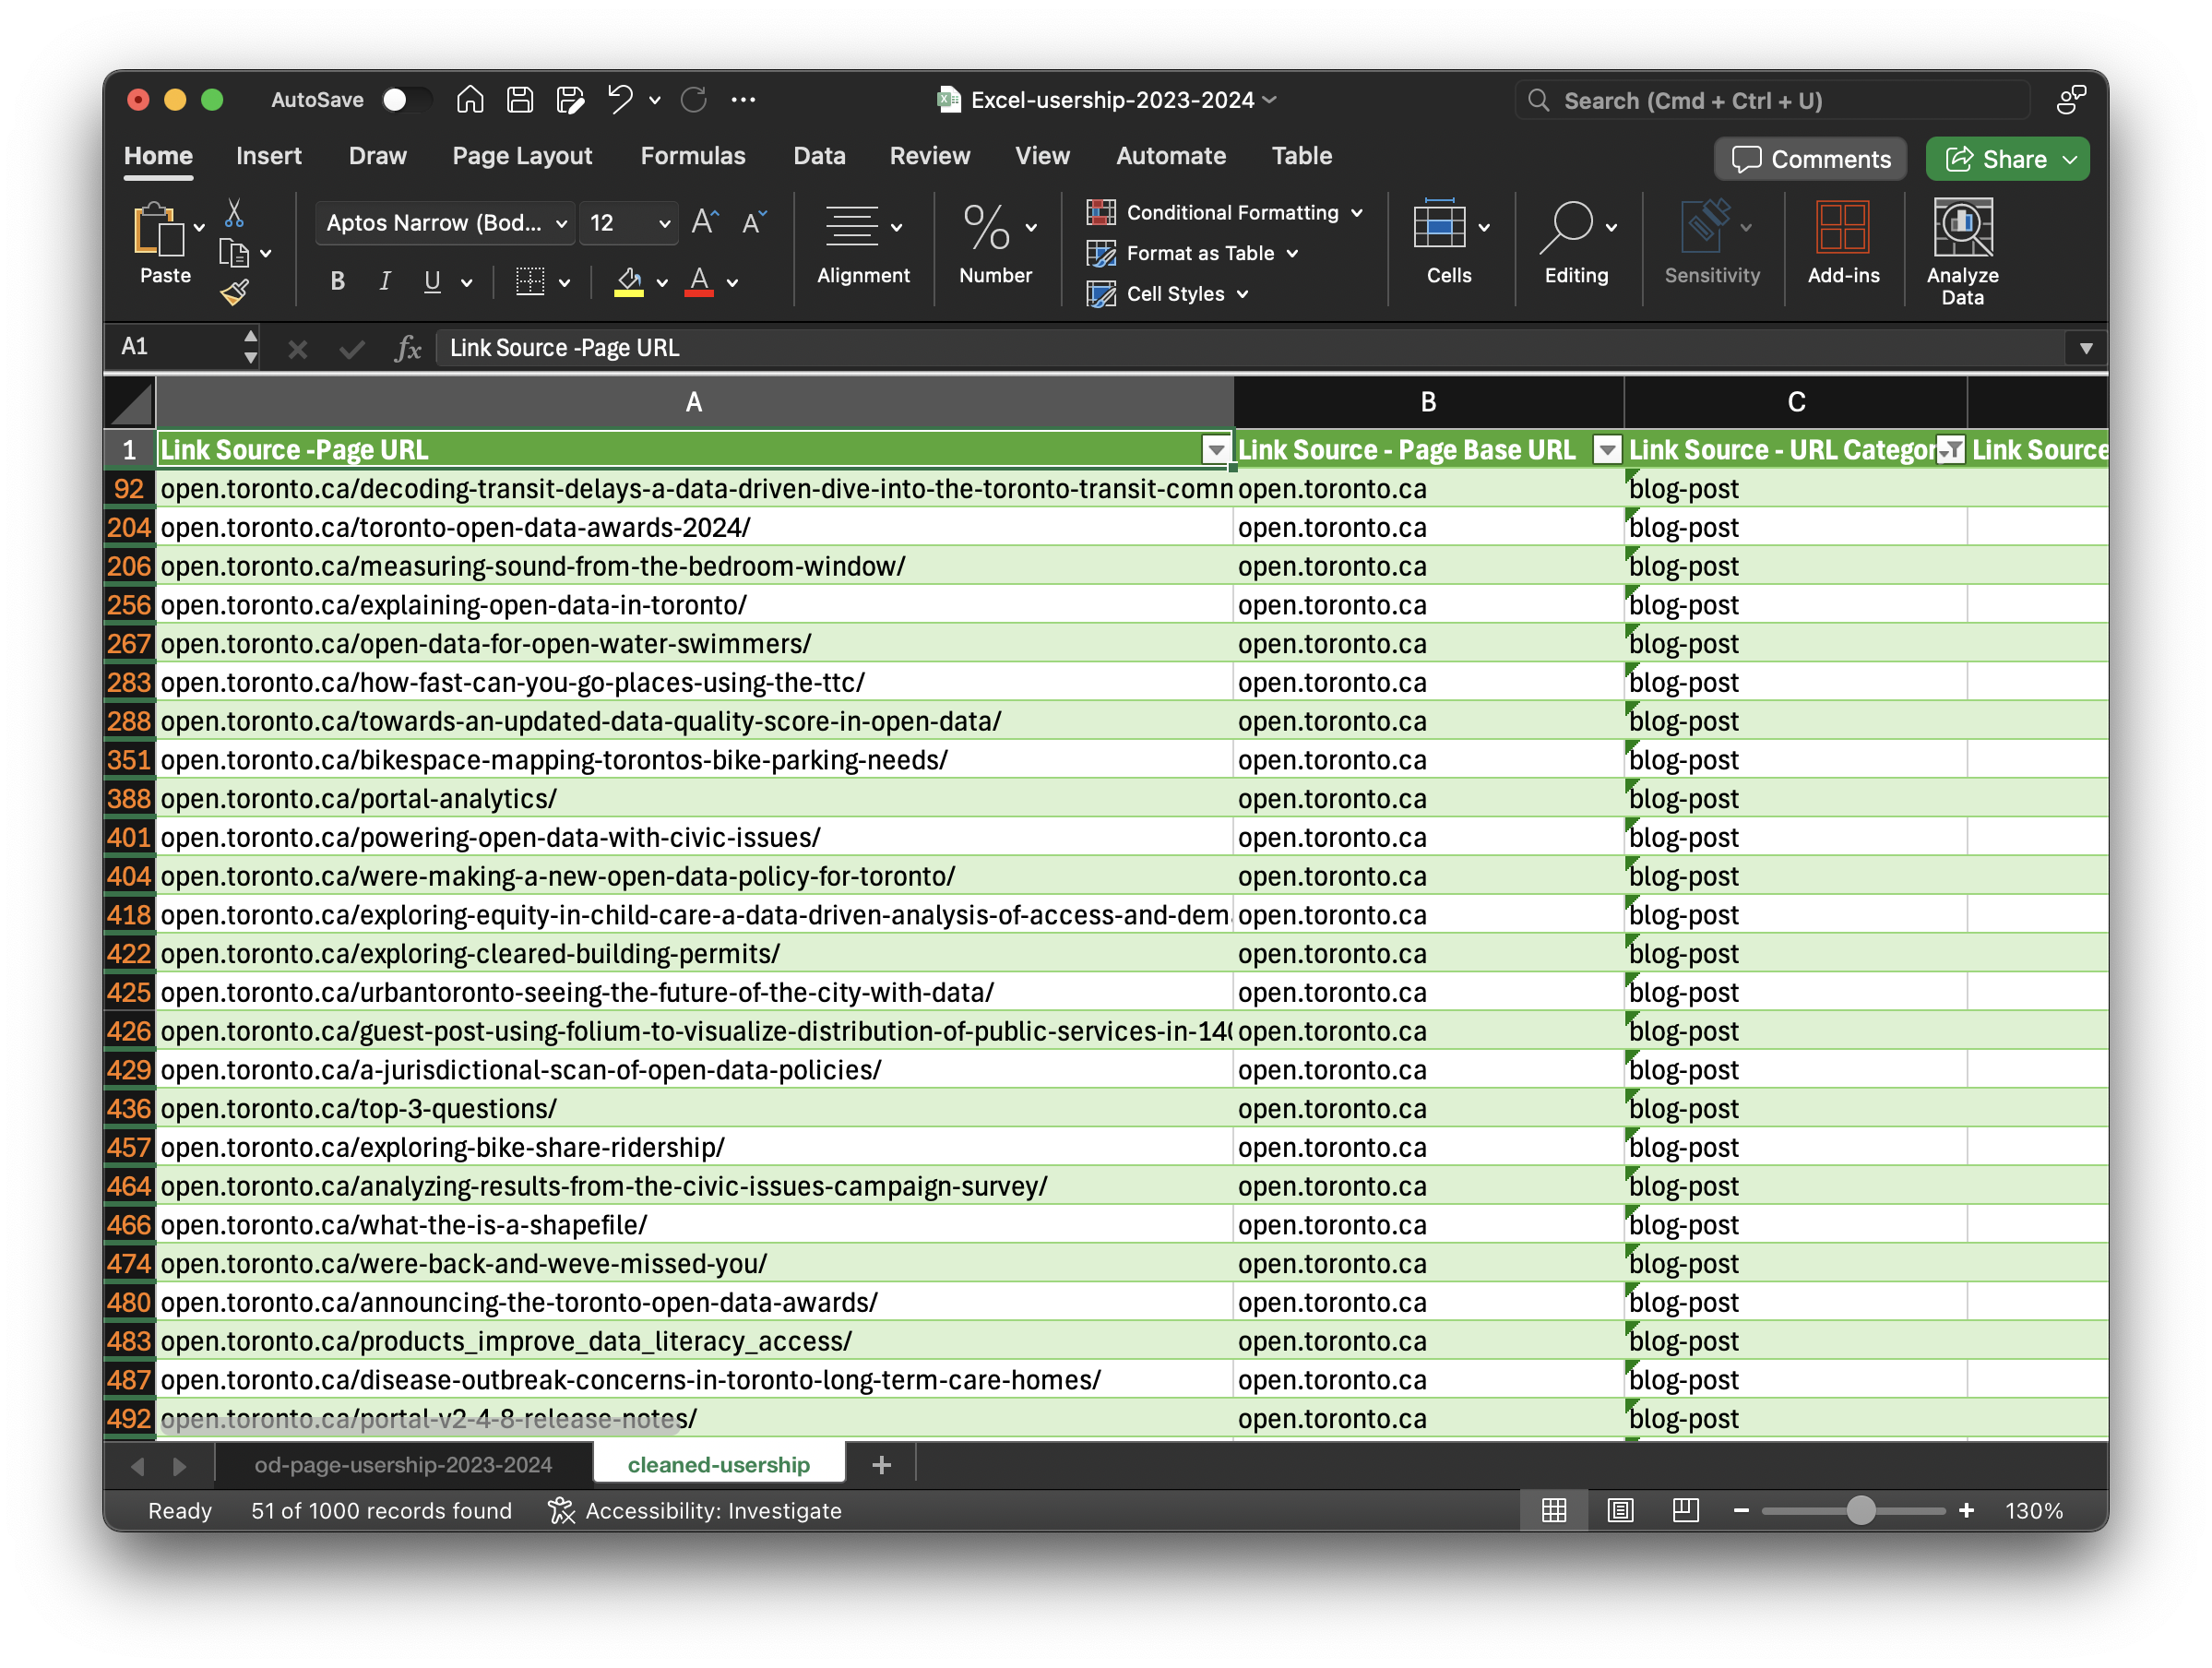 AutoSave
Excel-usership-2023-2024
Search (Cmd + Ctrl + U)
Home Insert Draw Page Layout Formulas Data Review View Automate Table
Comments
Share
Paste
Aptos Narrow (Bod...
12
A A
B I U A
Alignment
%
Number
Conditional Formatting
Format as Table
Cell Styles
Cells
Editing
Sensitivity
Add-ins
Analyze
Data
A1
fx Link Source -Page URL
A B C
1 Link Source -Page URL Link Source - Page Base URL Link Source - URL Categor Link Source
92 open.toronto.ca/decoding-transit-delays-a-data-driven-dive-into-the-toronto-transit-comn open.toronto.ca blog-post
204 open.toronto.ca/toronto-open-data-awards-2024/ open.toronto.ca blog-post
206 open.toronto.ca/measuring-sound-from-the-bedroom-window/ open.toronto.ca blog-post
256 open.toronto.ca/explaining-open-data-in-toronto/ open.toronto.ca blog-post
267 open.toronto.ca/open-data-for-open-water-swimmers/ open.toronto.ca blog-post
283 open.toronto.ca/how-fast-can-you-go-places-using-the-ttc/ open.toronto.ca blog-post
288 open.toronto.ca/towards-an-updated-data-quality-score-in-open-data/ open.toronto.ca blog-post
351 open.toronto.ca/bikespace-mapping-torontos-bike-parking-needs/ open.toronto.ca blog-post
388 open.toronto.ca/portal-analytics/ open.toronto.ca blog-post
401 open.toronto.ca/powering-open-data-with-civic-issues/ open.toronto.ca blog-post
404 open.toronto.ca/were-making-a-new-open-data-policy-for-toronto/ open.toronto.ca blog-post
418 open.toronto.ca/exploring-equity-in-child-care-a-data-driven-analysis-of-access-and-dem open.toronto.ca blog-post
422 open.toronto.ca/exploring-cleared-building-permits/ open.toronto.ca blog-post
425 open.toronto.ca/urbantoronto-seeing-the-future-of-the-city-with-data/ open.toronto.ca blog-post
426 open.toronto.ca/guest-post-using-folium-to-visualize-distribution-of-public-services-in-140 open.toronto.ca blog-post
429 open.toronto.ca/a-jurisdictional-scan-of-open-data-policies/ open.toronto.ca blog-post
436 open.toronto.ca/top-3-questions/ open.toronto.ca blog-post
457 open.toronto.ca/exploring-bike-share-ridership/ open.toronto.ca blog-post
464 open.toronto.ca/analyzing-results-from-the-civic-issues-campaign-survey/ open.toronto.ca blog-post
466 open.toronto.ca/what-the-is-a-shapefile/ open.toronto.ca blog-post
474 open.toronto.ca/were-back-and-weve-missed-you/ open.toronto.ca blog-post
480 open.toronto.ca/announcing-the-toronto-open-data-awards/ open.toronto.ca blog-post
483 open.toronto.ca/products_improve_data_literacy_access/ open.toronto.ca blog-post
487 open.toronto.ca/disease-outbreak-concerns-in-toronto-long-term-care-homes/ open.toronto.ca blog-post
492 open.toronto.ca/portal-v2-4-8-release-notes/ open.toronto.ca blog-post
od-page-usership-2023-2024 cleaned-usership +
Ready 51 of 1000 records found Accessibility: Investigate 130%